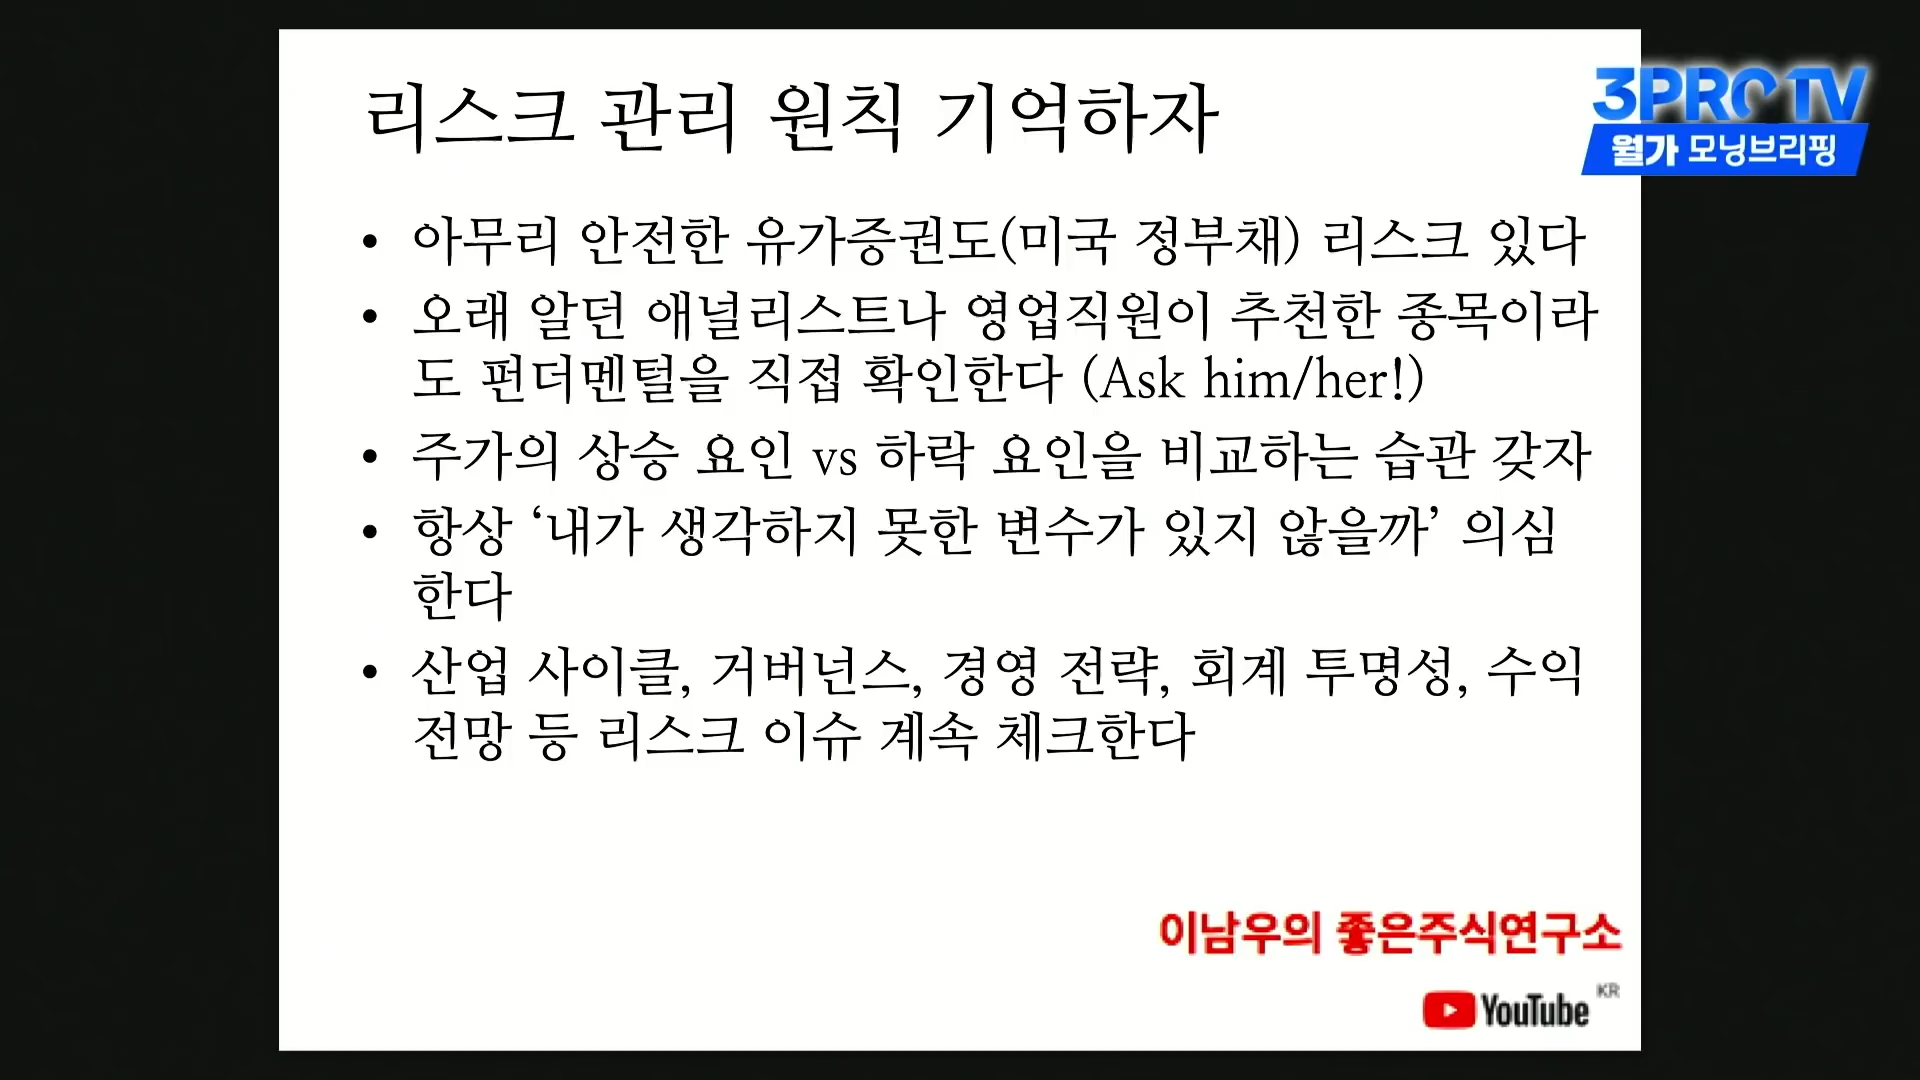 3PROTV
월가 모닝브리핑
리스크 관리 원칙 기억하자
• 아무리 안전한 유가증권도(미국 정부채) 리스크 있다
• 오래 알던 애널리스트나 영업직원이 추천한 종목이라
도 펀더멘털을 직접 확인한다 (Ask him/her!)
• 주가의 상승 요인 vs 하락 요인을 비교하는 습관 갖자
• 항상 ‘내가 생각하지 못한 변수가 있지 않을까’ 의심
한다
• 산업 사이클, 거버넌스, 경영 전략, 회계 투명성, 수익
전망 등 리스크 이슈 계속 체크한다
이남우의 좋은주식연구소
YouTube KR